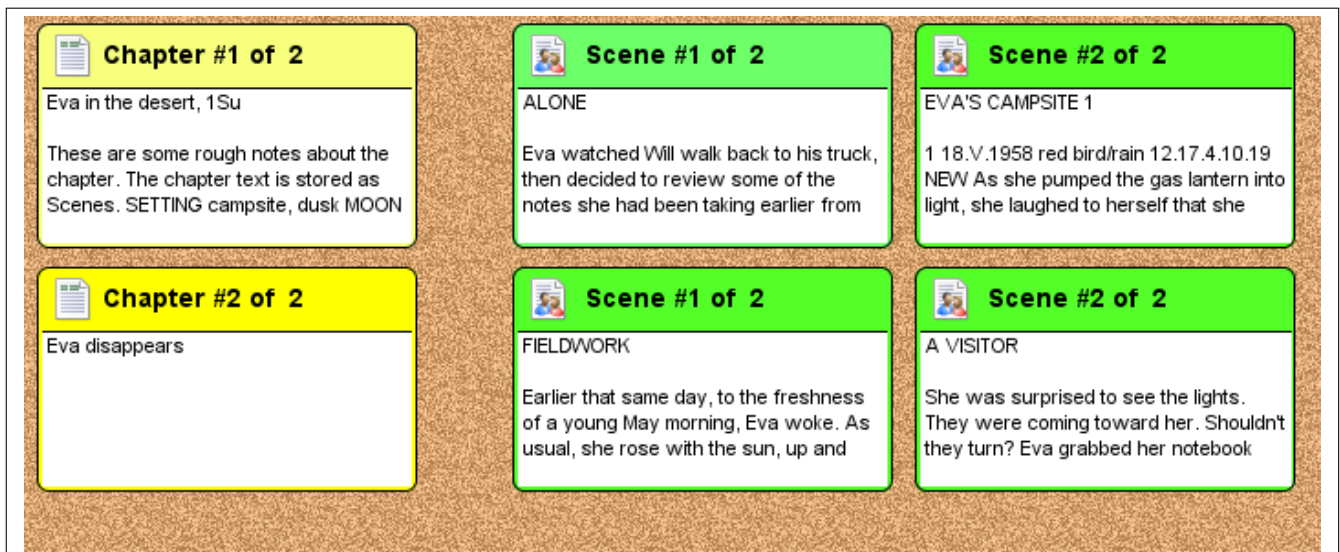 Chapter #1 of 2
Eva in the desert, 1Su
These are some rough notes about the
chapter. The chapter text is stored as
Scenes. SETTING campsite, dusk MOON
Scene #1 of 2
ALONE
Eva watched Will walk back to his truck,
then decided to review some of the
notes she had been taking earlier from
Scene #2 of 2
EVA'S CAMPSITE 1
1 18.V.1958 red bird/rain 12.17.4.10.19
NEW As she pumped the gas lantern into
light, she laughed to herself that she
Chapter #2 of 2
Eva disappears
Scene #1 of 2
FIELDWORK
Earlier that same day, to the freshness
of a young May morning, Eva woke. As
usual, she rose with the sun, up and
Scene #2 of 2
A VISITOR
She was surprised to see the lights.
They were coming toward her. Shouldn't
they turn? Eva grabbed her notebook